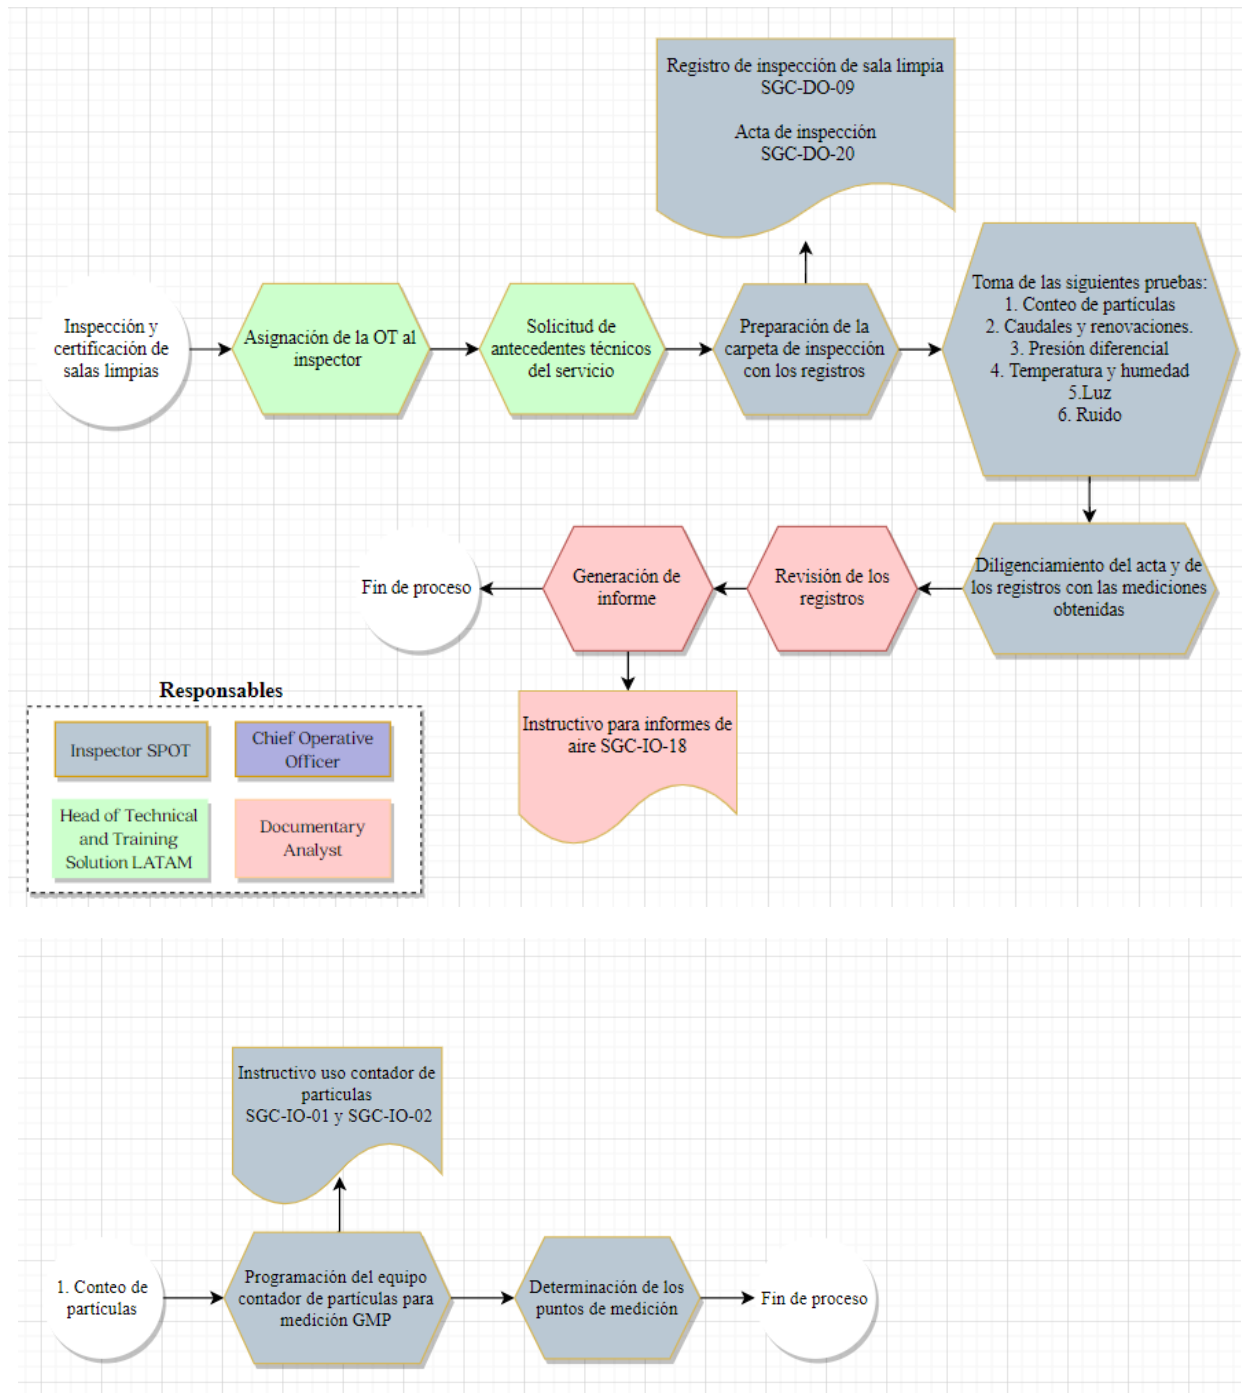 Registro de inspección de sala limpia
SGC-DO-09
Acta de inspección
SGC-DO-20
Inspección y
certificación de
salas limpias
Asignación de la OT al
inspector
Solicitud de
antecedentes técnicos
del servicio
Preparación de la
carpeta de inspección
con los registros
Toma de las siguientes pruebas:
1. Conteo de partículas
2. Caudales y renovaciones.
3. Presión diferencial
4. Temperatura y humedad
5.Luz
6. Ruido
Diligenciamiento del acta y de
los registros con las mediciones
obtenidas
Revisión de los
registros
Generación de
informe
Fin de proceso
Instructivo para informes de
aire SGC-IO-18
Responsables
Inspector SPOT
Chief Operative
Officer
Head of Technical
and Training
Solution LATAM
Documentary
Analyst
Instructivo uso contador de
partículas
SGC-IO-01 y SGC-IO-02
1. Conteo de
partículas
Programación del equipo
contador de partículas para
medición GMP
Determinación de los
puntos de medición
Fin de proceso